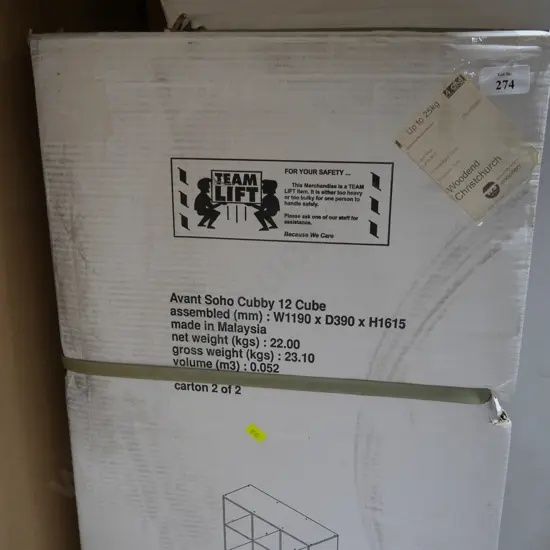 Lot No.
274
Up to 25kg
Woodend
Christchurch
TEAM
LIFT
FOR YOUR SAFETY ...
This Merchandise is a TEAM
LIFT item. It is either too heavy
or too bulky for one person to
handle safely.
Please ask one of our staff for
assistance.
Because We Care
Avant Soho Cubby 12 Cube
assembled (mm) : W1190 x D390 x H1615
made in Malaysia
net weight (kgs) : 22.00
gross weight (kgs) : 23.10
volume (m3) : 0.052
carton 2 of 2